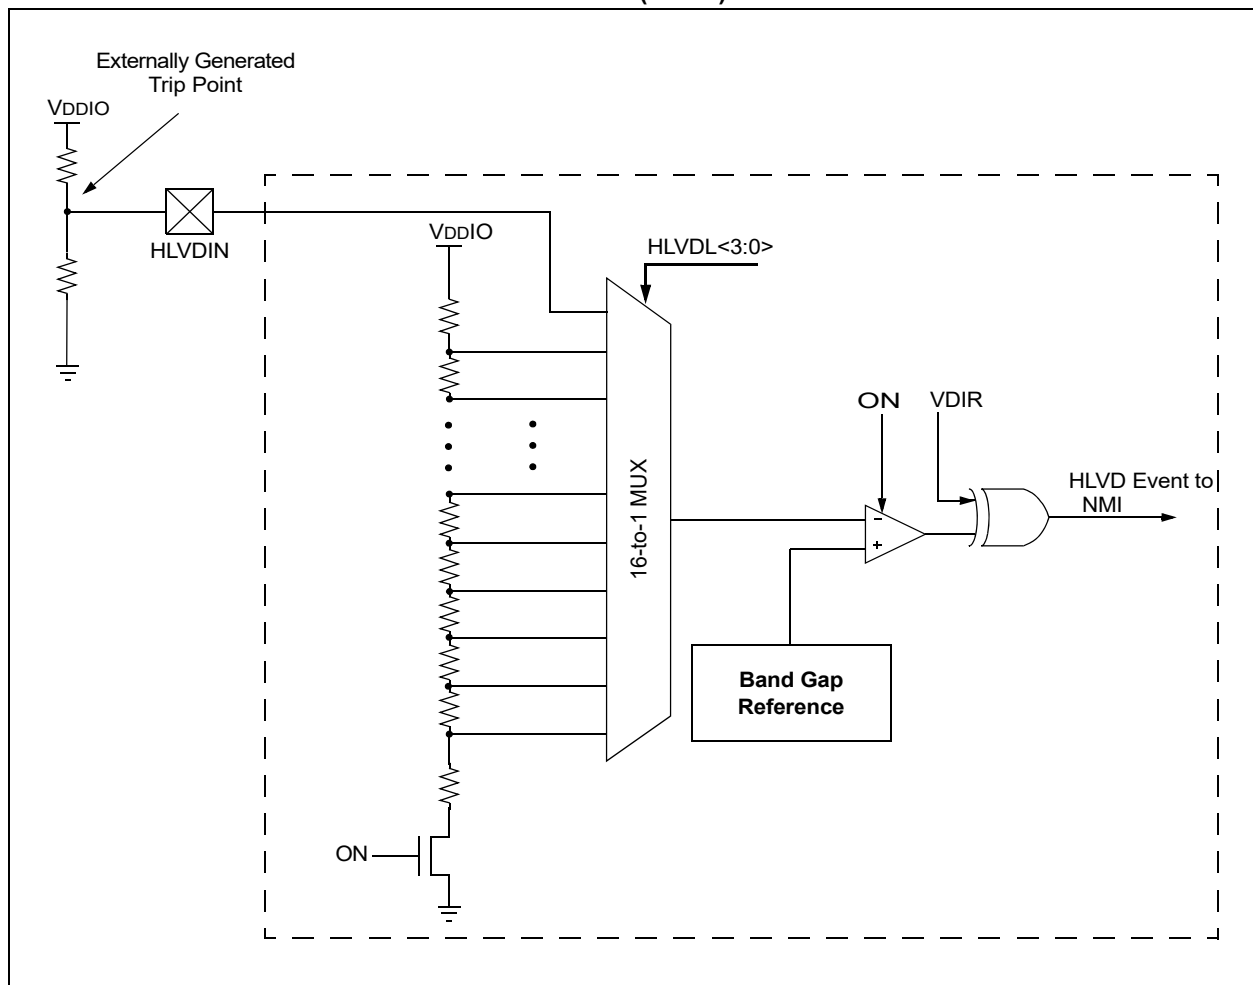 Externally Generated
Trip Point
VDDIO
HLVDIN
VDDIO
HLVDL<3:0>
16-to-1 MUX
ON
VDIR
-
+
HLVD Event to
NMI
Band Gap
Reference
ON